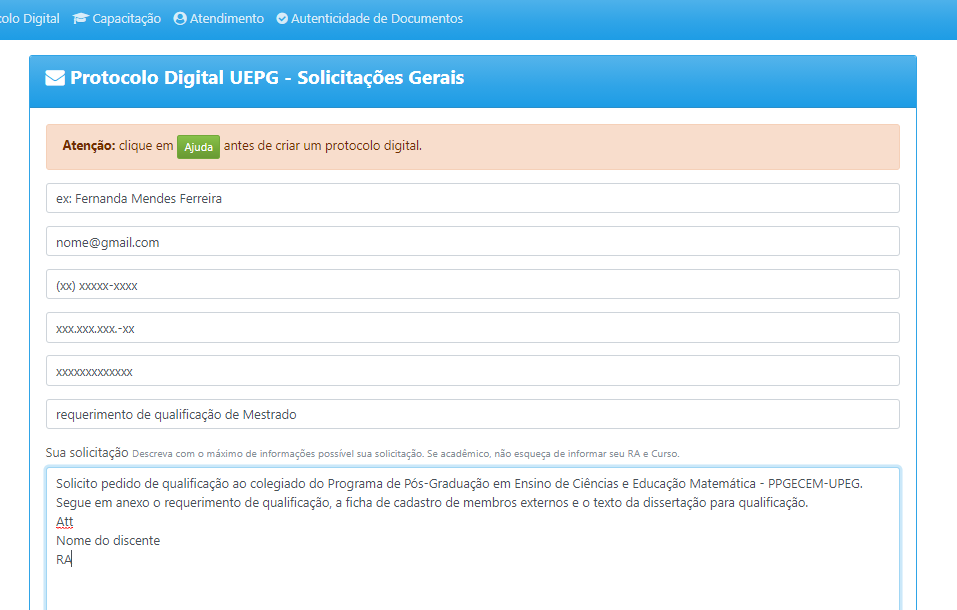 olo Digital Capacitação Atendimento Autenticidade de Documentos
Protocolo Digital UEPG - Solicitações Gerais
Atenção: clique em Ajuda antes de criar um protocolo digital.
ex: Fernanda Mendes Ferreira
nome@gmail.com
(xx) xxxxx-xxxx
xxx.xxx.xxx.-xx
xxxxxxxxxxxxx
requerimento de qualificação de Mestrado
Sua solicitação Descreva com o máximo de informações possível sua solicitação. Se acadêmico, não esqueça de informar seu RA e Curso.
Solicito pedido de qualificação ao colegiado do Programa de Pós-Graduação em Ensino de Ciências e Educação Matemática - PPGECEM-UPEG.
Segue em anexo o requerimento de qualificação, a ficha de cadastro de membros externos e o texto da dissertação para qualificação.
Att
Nome do discente
RA